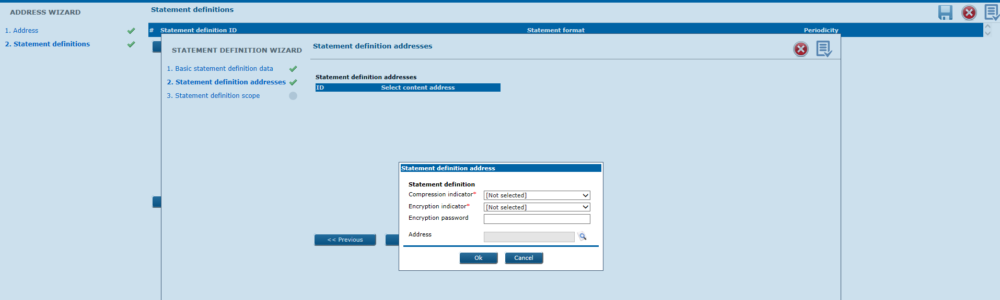 ADDRESS WIZARD
1. Address
2. Statement definitions
Statement definitions
# Statement definition ID Statement format Periodicity
STATEMENT DEFINITION WIZARD
1. Basic statement definition data
2. Statement definition addresses
3. Statement definition scope
Statement definition addresses
Statement definition addresses
ID Select content address
Statement definition address
Statement definition
Compression indicator* [Not selected]
Encryption indicator* [Not selected]
Encryption password
Address
<< Previous
Ok Cancel